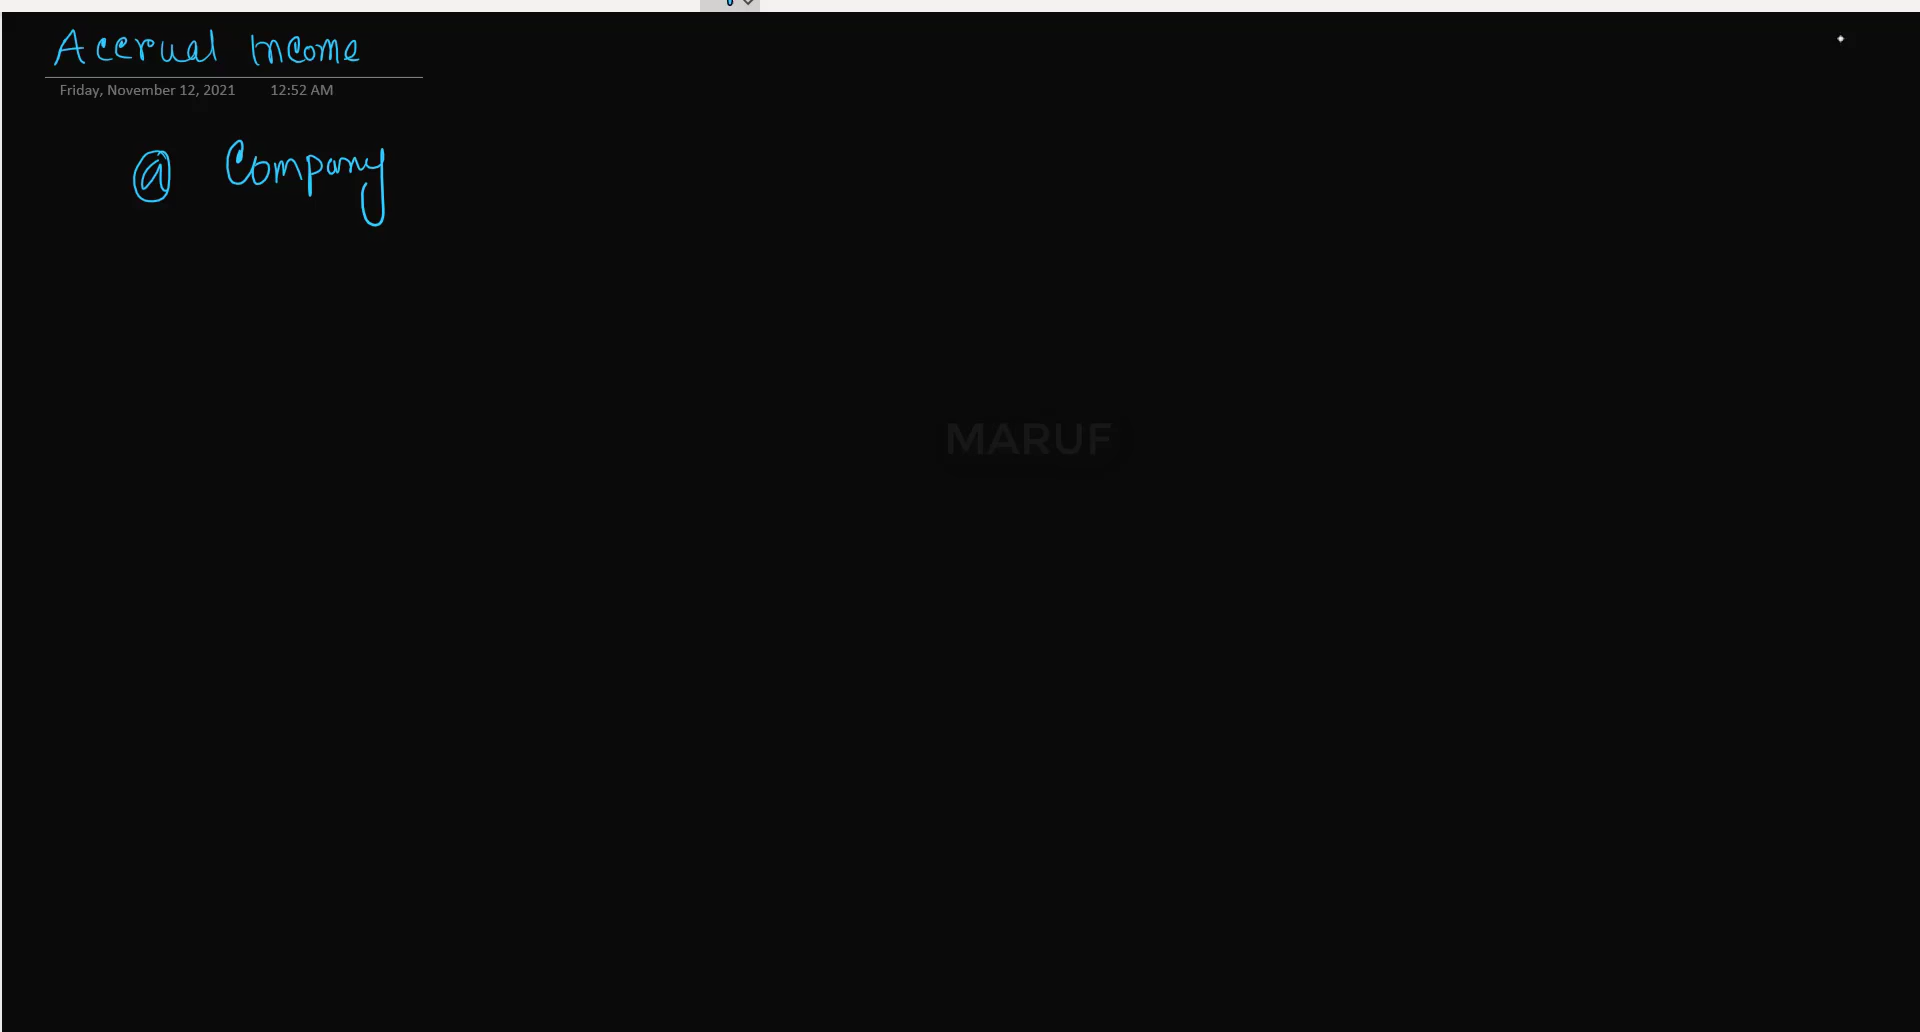 Accrual Income
Friday, November 12, 2021 12:52 AM
ⓐ Company
MARUF